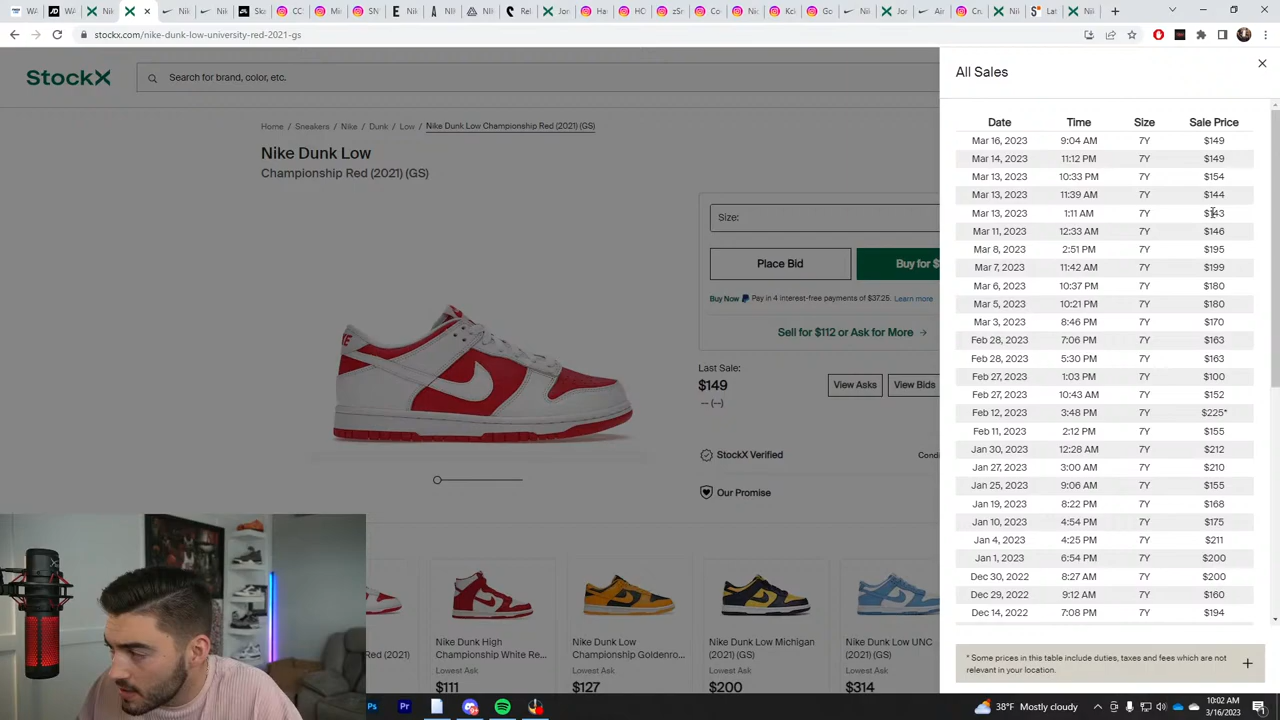 stockx.com/nike-dunk-low-university-red-2021-gs
StockX
Search for brand, color, etc.
Home / Sneakers / Nike / Dunk / Low / Nike Dunk Low Championship Red (2021) (GS)
Nike Dunk Low
Championship Red (2021) (GS)
Size:
Place Bid
Buy for $
Buy Now
Pay in 4 interest-free payments of $37.25. Learn more
Sell for $112 or Ask for More →
Last Sale:
$149
-- (--)
View Asks
View Bids
StockX Verified
Condi
Our Promise
Red (2021)
Nike Dunk High
Championship White Re...
Lowest Ask
$111
Nike Dunk Low
Championship Goldenro...
Lowest Ask
$127
Nike Dunk Low Michigan
(2021) (GS)
Lowest Ask
$200
Nike Dunk Low UNC
(2021) (GS)
Lowest Ask
$314
All Sales
Date Time Size Sale Price
Mar 16, 2023 9:04 AM 7Y $149
Mar 14, 2023 11:12 PM 7Y $149
Mar 13, 2023 10:33 PM 7Y $154
Mar 13, 2023 11:39 AM 7Y $144
Mar 13, 2023 1:11 AM 7Y $143
Mar 11, 2023 12:33 AM 7Y $146
Mar 8, 2023 2:51 PM 7Y $195
Mar 7, 2023 11:42 AM 7Y $199
Mar 6, 2023 10:37 PM 7Y $180
Mar 5, 2023 10:21 PM 7Y $180
Mar 3, 2023 8:46 PM 7Y $170
Feb 28, 2023 7:06 PM 7Y $163
Feb 28, 2023 5:30 PM 7Y $163
Feb 27, 2023 1:03 PM 7Y $100
Feb 27, 2023 10:43 AM 7Y $152
Feb 12, 2023 3:48 PM 7Y $225*
Feb 11, 2023 2:12 PM 7Y $155
Jan 30, 2023 12:28 AM 7Y $212
Jan 27, 2023 3:00 AM 7Y $210
Jan 25, 2023 9:06 AM 7Y $155
Jan 19, 2023 8:22 PM 7Y $168
Jan 10, 2023 4:54 PM 7Y $175
Jan 4, 2023 4:25 PM 7Y $211
Jan 1, 2023 6:54 PM 7Y $200
Dec 30, 2022 8:27 AM 7Y $200
Dec 29, 2022 9:12 AM 7Y $160
Dec 14, 2022 7:08 PM 7Y $194
* Some prices in this table include duties, taxes and fees which are not
relevant in your location.
38°F Mostly cloudy
10:02 AM
3/16/2023